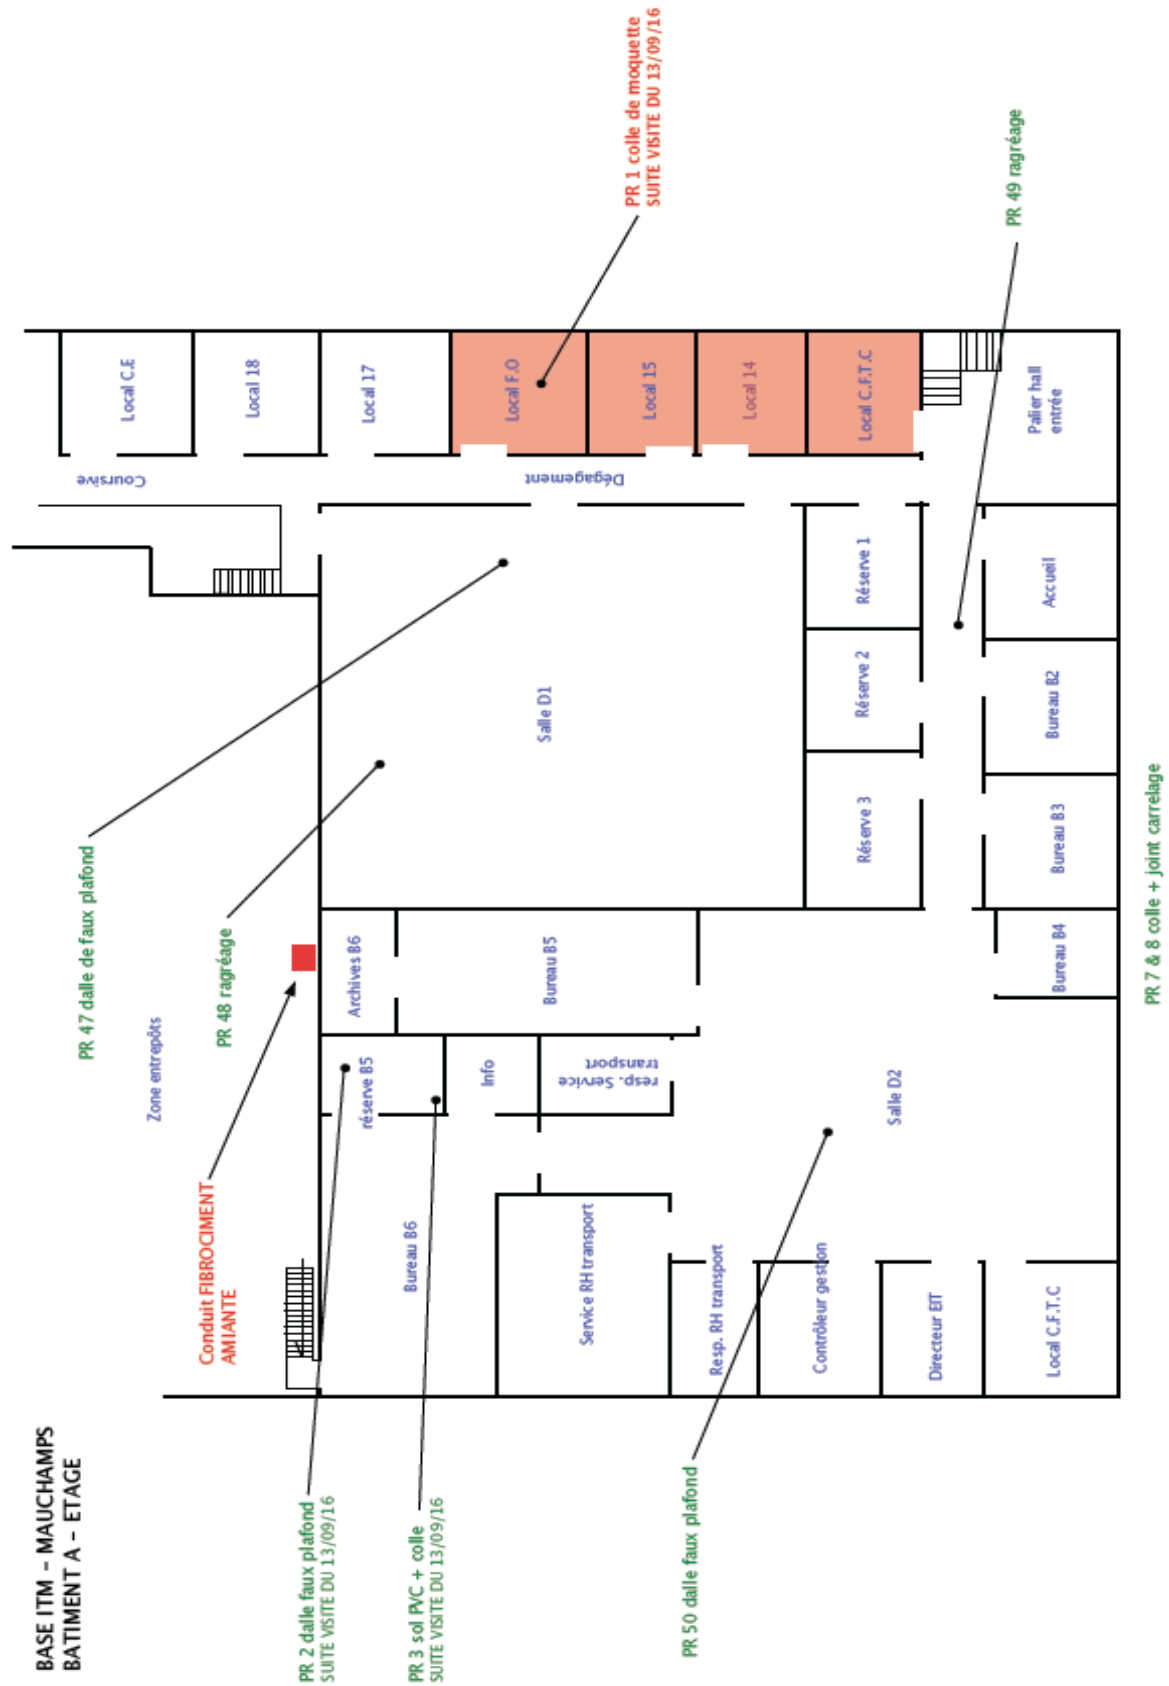 BASE ITM - MAUCHAMPS
BATIMENT A - ETAGE
PR 2 dalle faux plafond
SUITE VISITE DU 13/09/16
PR 3 sol PVC + colle
SUITE VISITE DU 13/09/16
PR 50 dalle faux plafond
Conduit FIBROCIMENT
AMIANTE
Zone entrepôts
PR 47 dalle de faux plafond
PR 48 ragréage
PR 1 colle de moquette
SUITE VISITE DU 13/09/16
PR 49 ragréage
PR 7 & 8 colle + joint carrelage
Coursive
Dégagement
Local C.E
Local 18
Local 17
Local F.O
Local 15
Local 14
Local C.F.T.C
Palier hall
entrée
Salle D1
Réserve 1
Réserve 2
Réserve 3
Accueil
Bureau B2
Bureau B3
Bureau B4
Archives B6
Bureau B5
réserve B5
Info
resp. Service
transport
Bureau B6
Service RH transport
Salle D2
Resp. RH transport
Contrôleur gestion
Directeur EIT
Local C.F.T.C